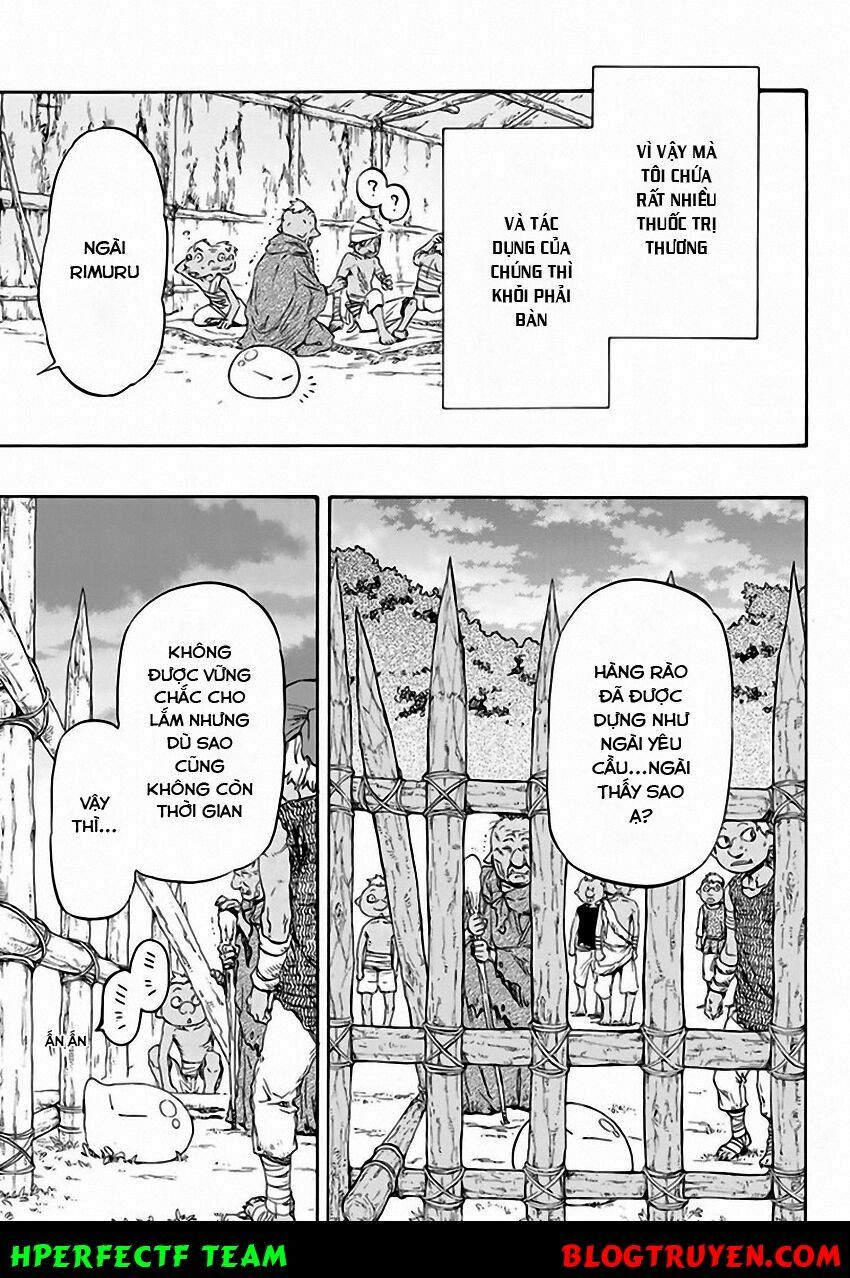 VÌ VẬY MÀ
TÔI CHỨA
RẤT NHIỀU
THUỐC TRỊ
THƯƠNG
VÀ TÁC
DỤNG CỦA
CHÚNG THÌ
KHỎI PHẢI
BÀN
? ?
NGÀI
RIMURU
HÀNG RÀO
ĐÃ ĐƯỢC
DỰNG NHƯ
NGÀI YÊU
CẦU...NGÀI
THẤY SAO
Ạ?
KHÔNG
ĐƯỢC VỮNG
CHẮC CHO
LẮM NHƯNG
DÙ SAO
CŨNG
KHÔNG CÒN
THỜI GIAN
VẬY
THÌ...
ẤN ẤN
HPERFECTF TEAM
BLOGTRUYEN.COM